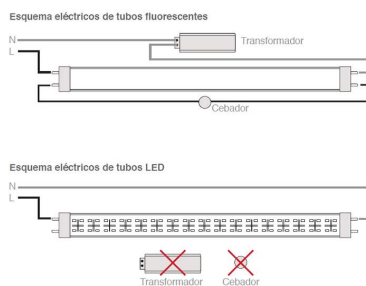 Esquema eléctricos de tubos fluorescentes
N
Transformador
L
Cebador
Esquema eléctricos de tubos LED
N
L
Transformador Cebador